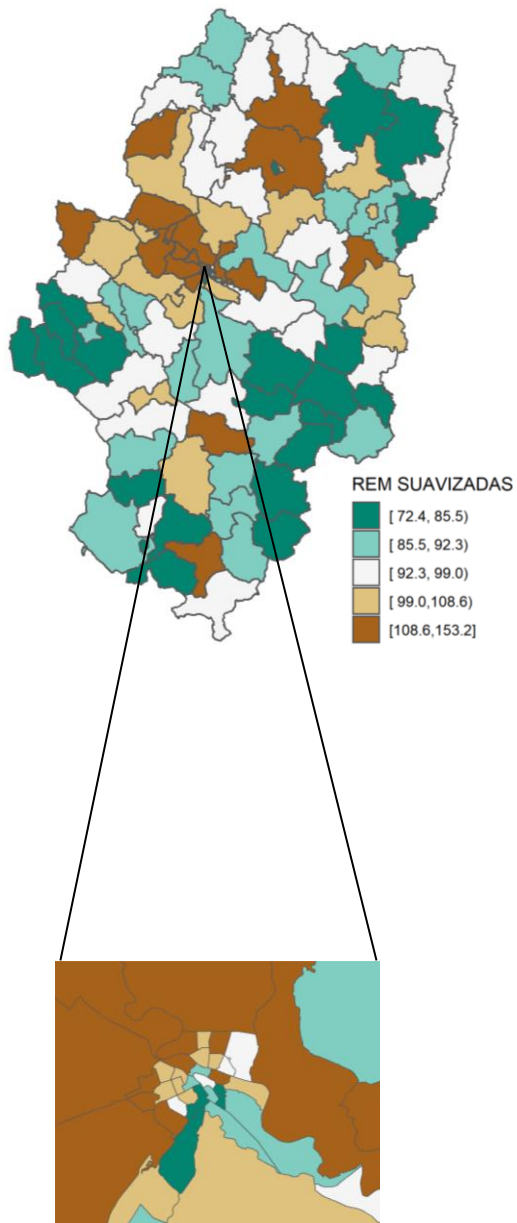 REM SUAVIZADAS
[ 72.4, 85.5)
[ 85.5, 92.3)
[ 92.3, 99.0)
[ 99.0,108.6)
[108.6,153.2]